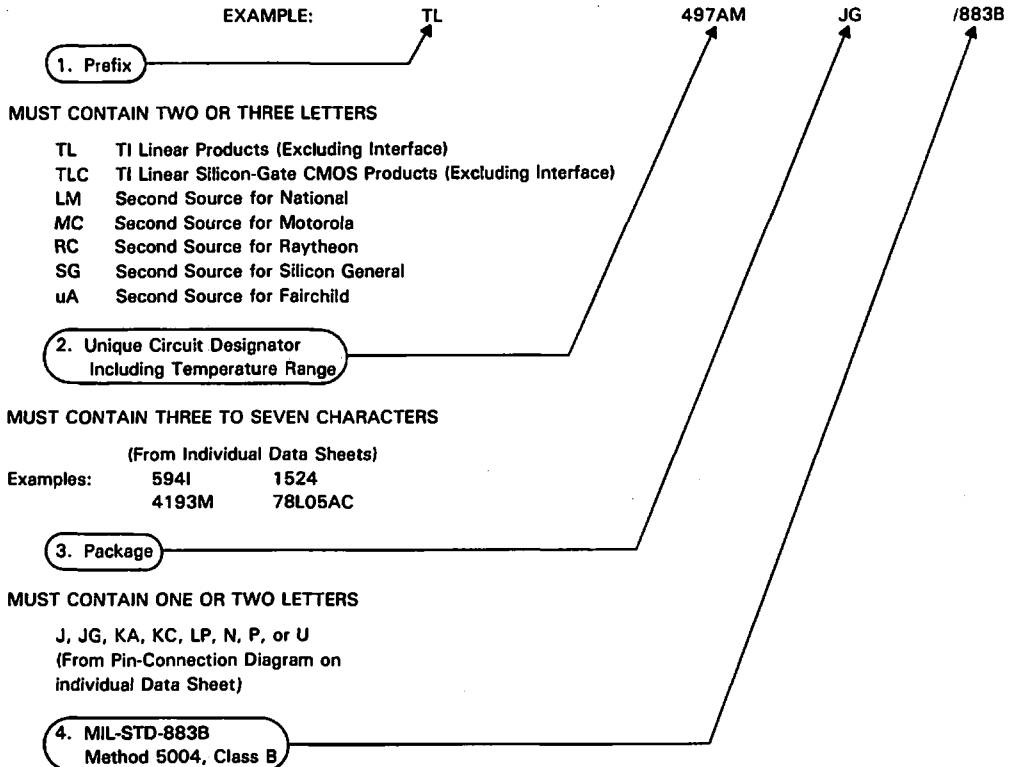 EXAMPLE: TL 497AM JG /883B
1. Prefix
MUST CONTAIN TWO OR THREE LETTERS
TL TI Linear Products (Excluding Interface)
TLC TI Linear Silicon-Gate CMOS Products (Excluding Interface)
LM Second Source for National
MC Second Source for Motorola
RC Second Source for Raytheon
SG Second Source for Silicon General
uA Second Source for Fairchild
2. Unique Circuit Designator
Including Temperature Range
MUST CONTAIN THREE TO SEVEN CHARACTERS
(From Individual Data Sheets)
Examples: 594I 1524
4193M 78L05AC
3. Package
MUST CONTAIN ONE OR TWO LETTERS
J, JG, KA, KC, LP, N, P, or U
(From Pin-Connection Diagram on
individual Data Sheet)
4. MIL-STD-883B
Method 5004, Class B